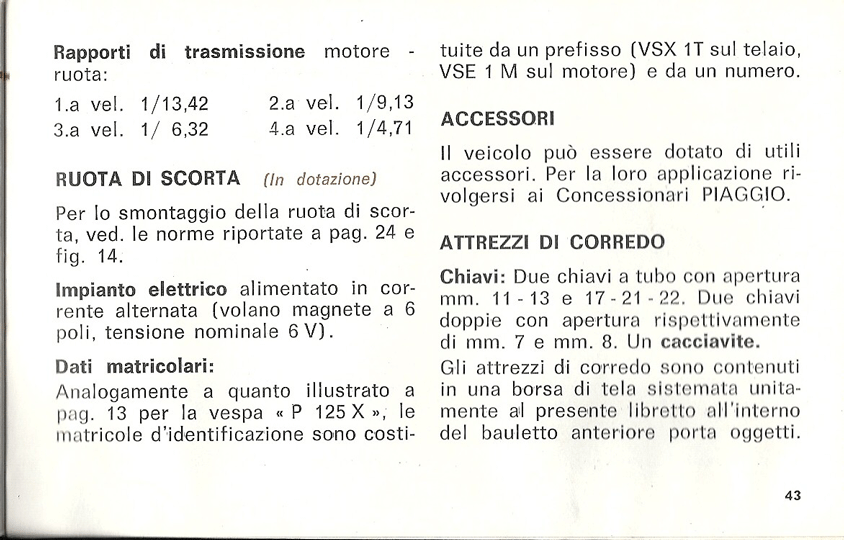 Rapporti di trasmissione motore -
ruota:
1.a vel. 1/13,42 2.a vel. 1/9,13
3.a vel. 1/ 6,32 4.a vel. 1/4,71
RUOTA DI SCORTA (In dotazione)
Per lo smontaggio della ruota di scor-
ta, ved. le norme riportate a pag. 24 e
fig. 14.
Impianto elettrico alimentato in cor-
rente alternata (volano magnete a 6
poli, tensione nominale 6 V).
Dati matricolari:
Analogamente a quanto illustrato a
pag. 13 per la vespa « P 125 X », le
matricole d'identificazione sono costi-
tuite da un prefisso (VSX 1T sul telaio,
VSE 1 M sul motore) e da un numero.
ACCESSORI
Il veicolo può essere dotato di utili
accessori. Per la loro applicazione ri-
volgersi ai Concessionari PIAGGIO.
ATTREZZI DI CORREDO
Chiavi: Due chiavi a tubo con apertura
mm. 11 - 13 e 17 - 21 - 22. Due chiavi
doppie con apertura rispettivamente
di mm. 7 e mm. 8. Un cacciavite.
Gli attrezzi di corredo sono contenuti
in una borsa di tela sistemata unita-
mente al presente libretto all'interno
del bauletto anteriore porta oggetti.
43